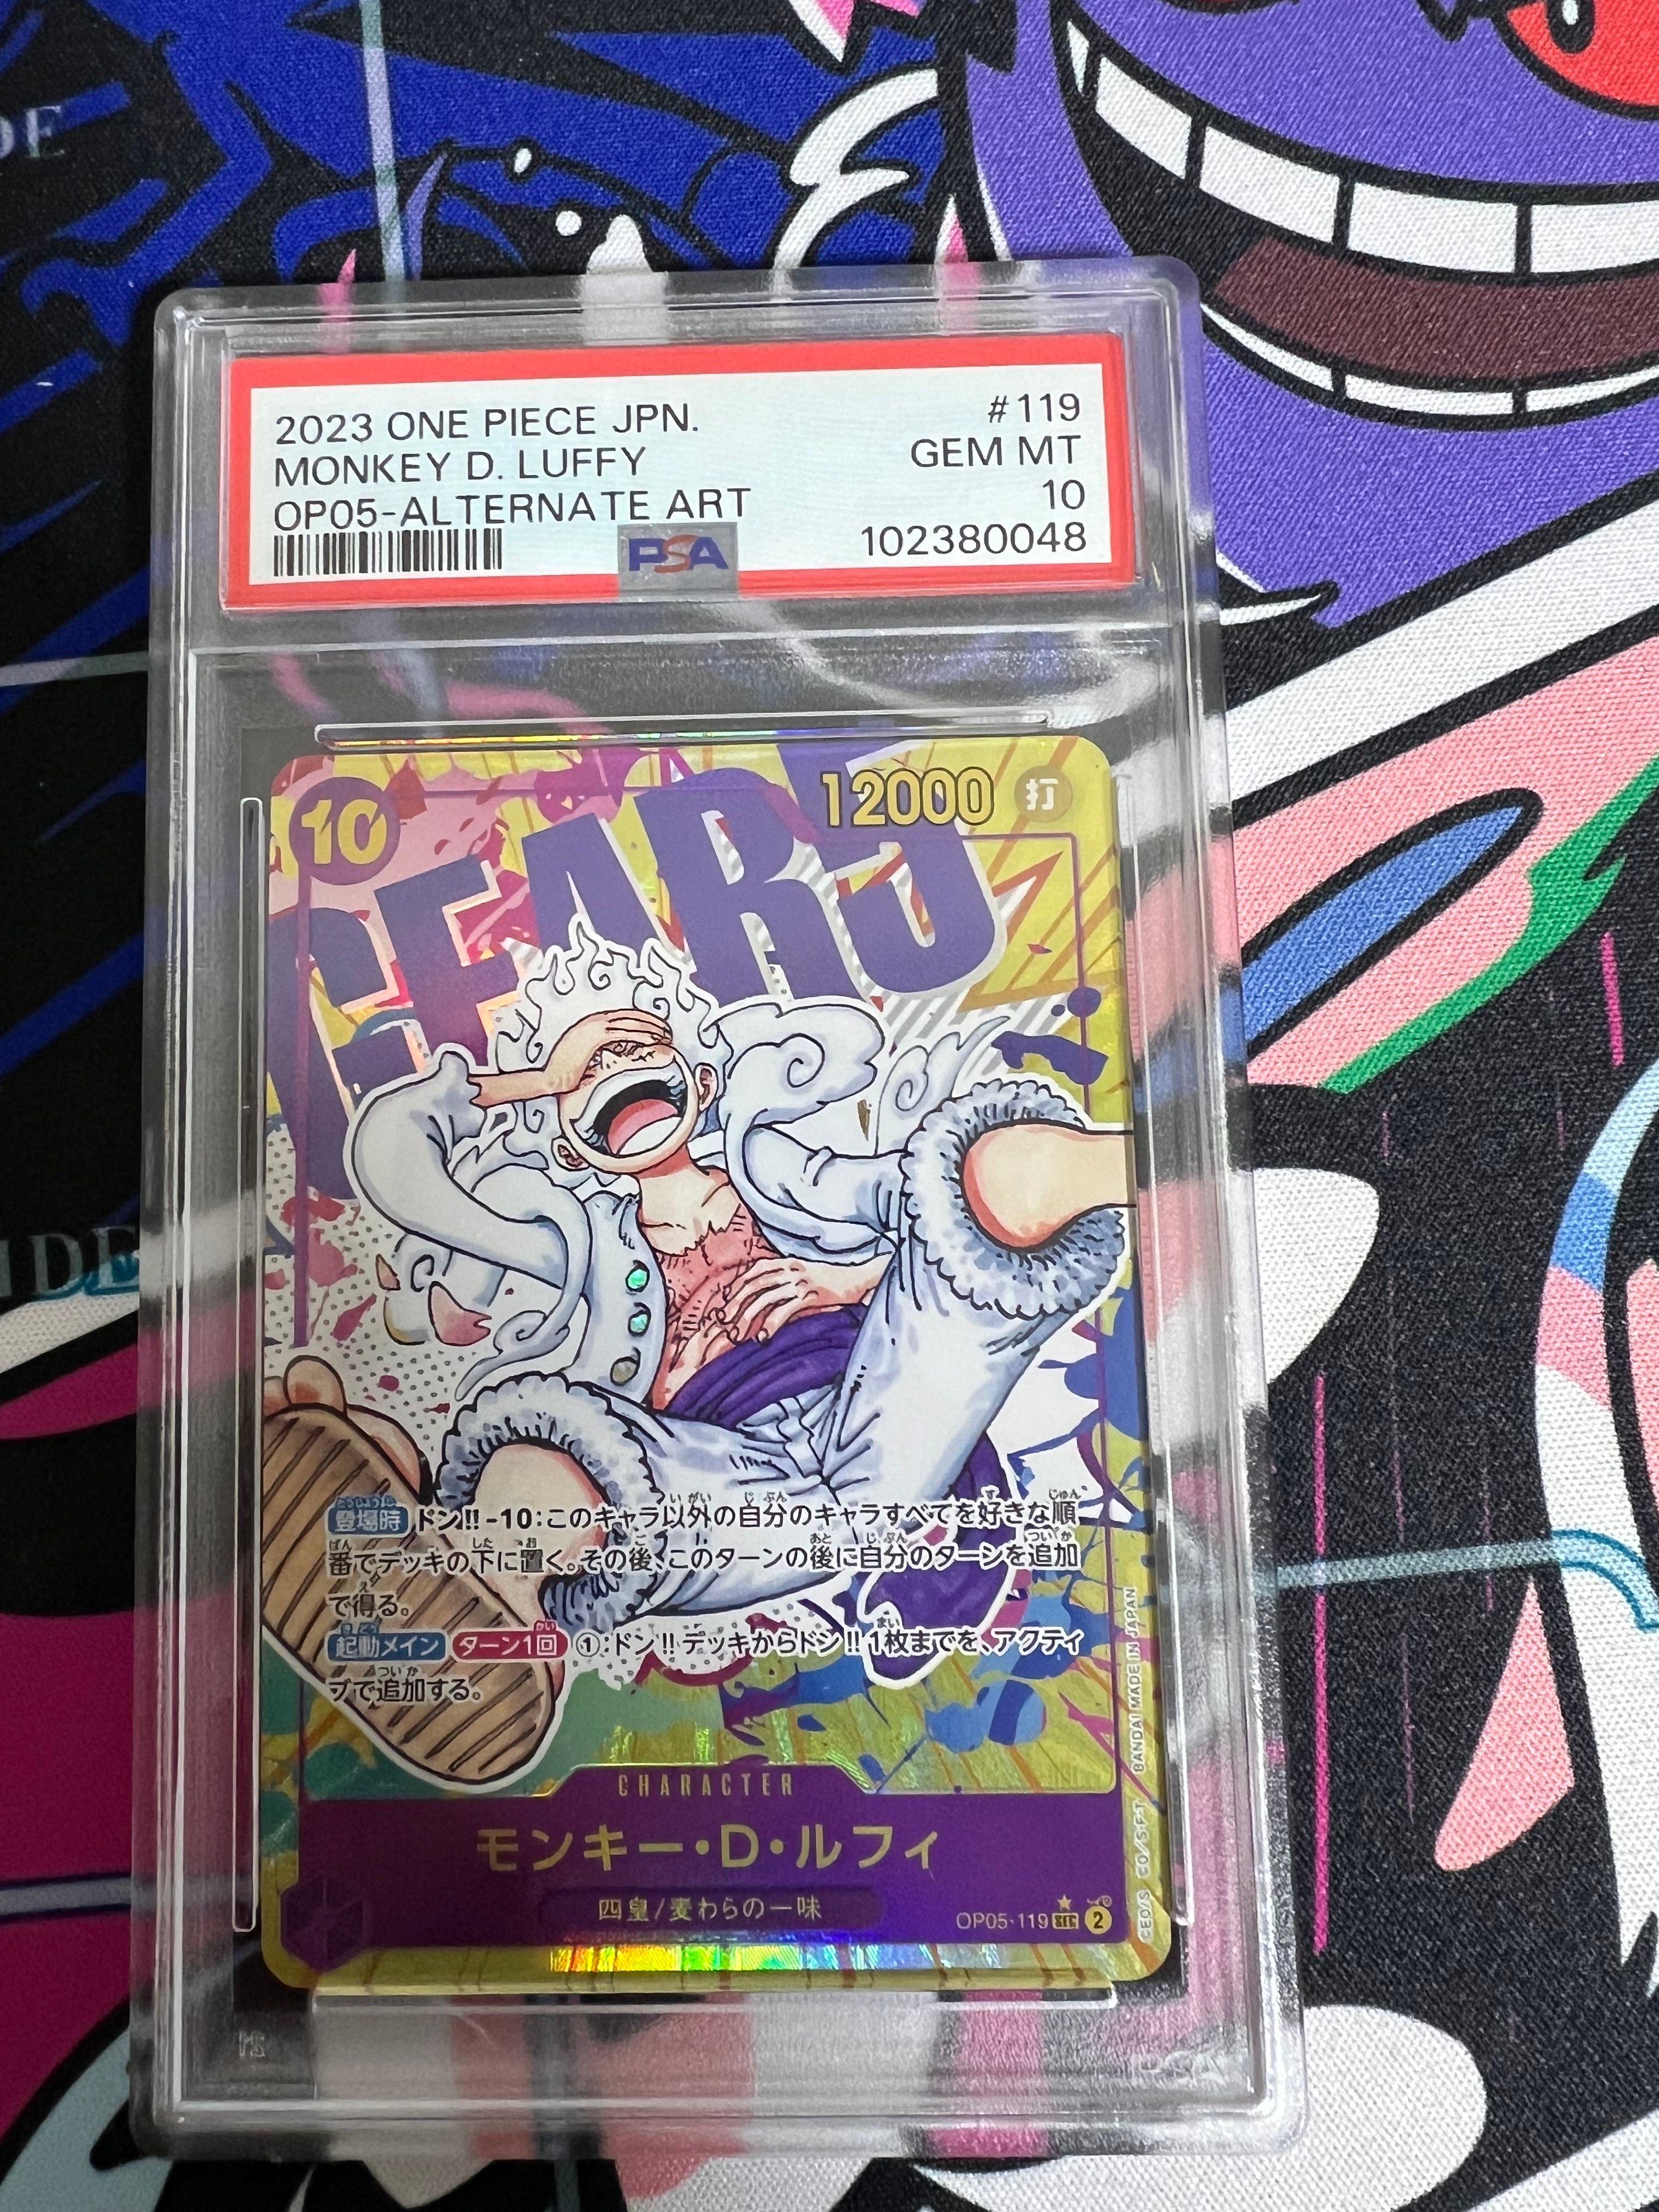 DE
IDE
2023 ONE PIECE JPN. #119
MONKEY D. LUFFY GEM MT
OP05-ALTERNATE ART 10
PSA 102380048
10
12000 打
GEAR5
登場時 ドン!!-10:このキャラ以外の自分のキャラすべてを好きな順
番でデッキの下に置く。その後、このターンの後に自分のターンを追加
で得る。
起動メイン ターン1回 ①:ドン!!デッキからドン!!1枚までを、アクティ
ブで追加する。
CHARACTER
モンキー・D・ルフィ
四皇/麦わらの一味
OP05-119 SEC 2
BANDAI MADE IN JAPAN